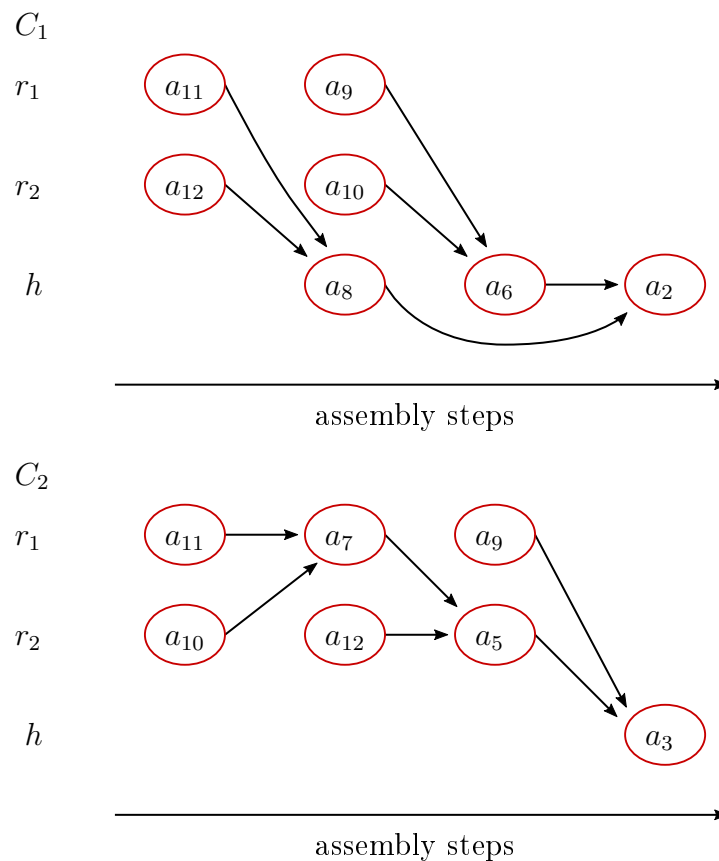 C₁
r₁ a₁₁ a₉
r₂ a₁₂ a₁₀
h a₈ a₆ a₂
assembly steps
C₂
r₁ a₁₁ a₇ a₉
r₂ a₁₀ a₁₂ a₅
h a₃
assembly steps